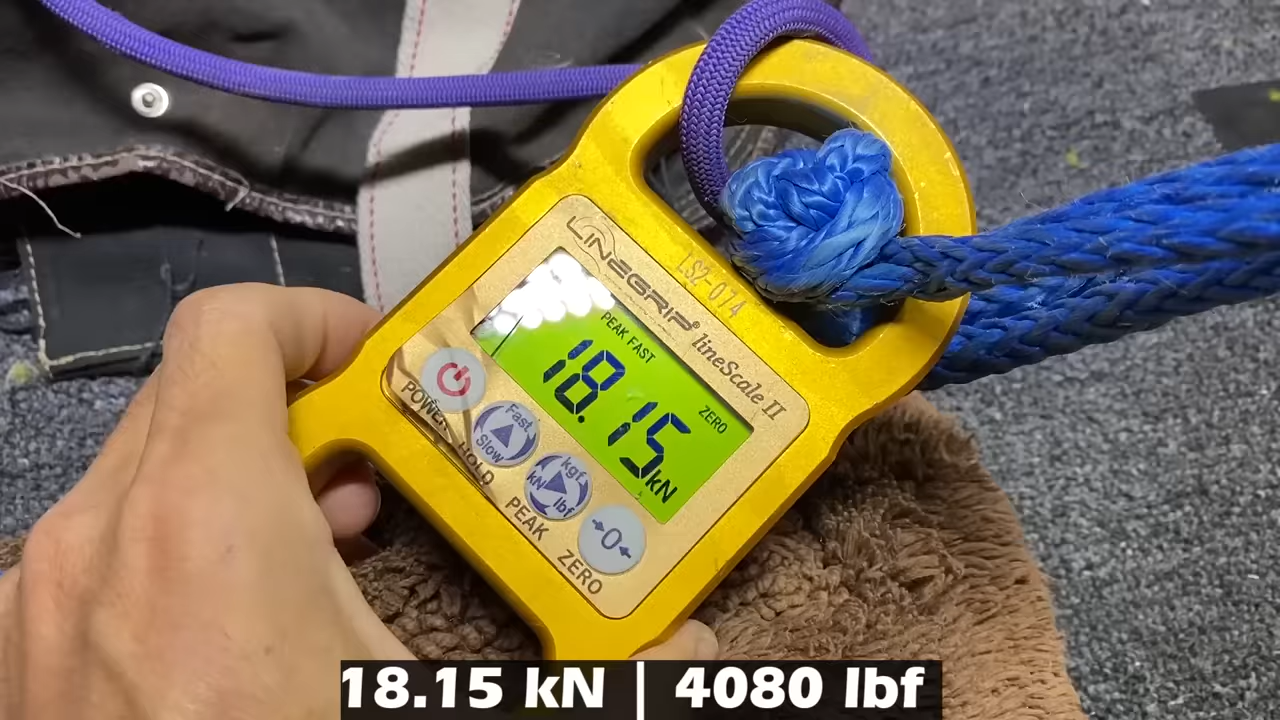 LS2-074
LINEGRIP® lineScale II
PEAK FAST
ZERO
18.15 kN
POWER
Fast
Slow
HOLD
kgf
kN
lbf
PEAK
→0←
ZERO
18.15 kN | 4080 lbf